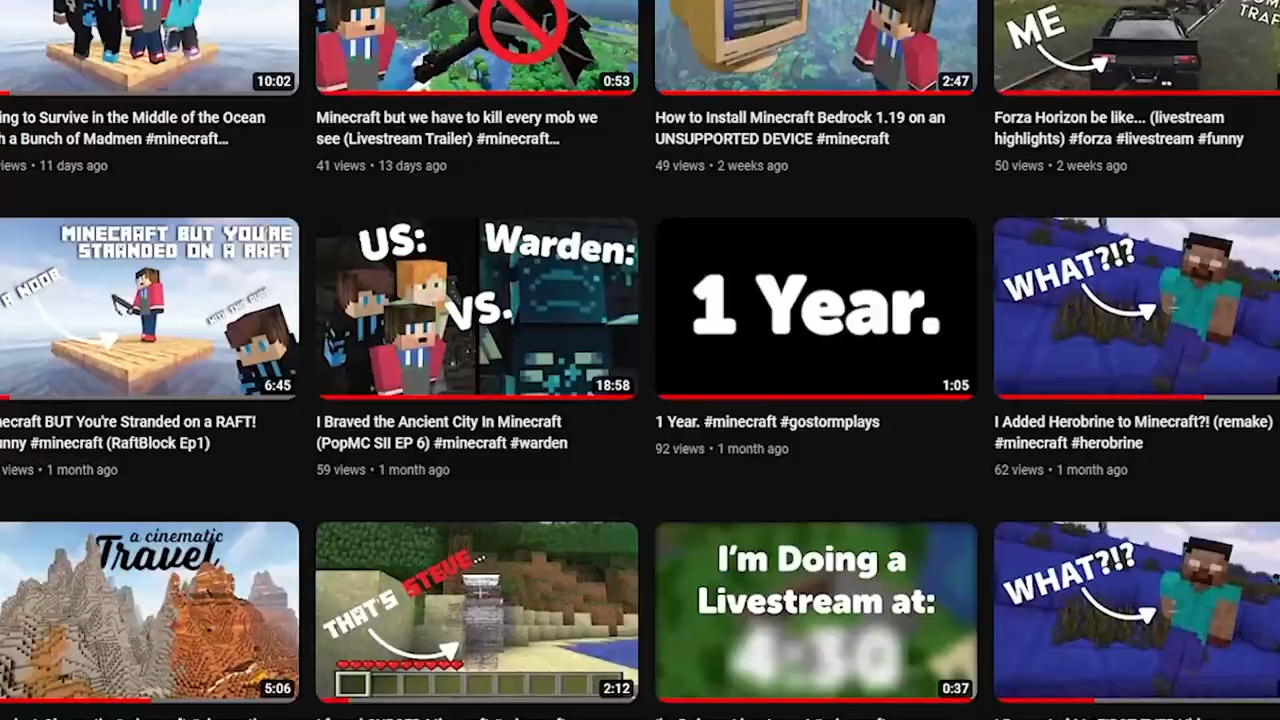 ME
10:02
0:53
2:47
ing to Survive in the Middle of the Ocean
h a Bunch of Madmen #minecraft...
iews • 11 days ago
Minecraft but we have to kill every mob we
see (Livestream Trailer) #minecraft...
41 views • 13 days ago
How to Install Minecraft Bedrock 1.19 on an
UNSUPPORTED DEVICE #minecraft
49 views • 2 weeks ago
Forza Horizon be like... (livestream
highlights) #forza #livestream #funny
50 views • 2 weeks ago
MINECRAFT BUT YOU'RE
STRANDED ON A RAFT
A NOOB
6:45
US:
VS.
Warden:
18:58
1 Year.
1:05
WHAT?!?
necraft BUT You're Stranded on a RAFT!
unny #minecraft (RaftBlock Ep1)
views • 1 month ago
I Braved the Ancient City In Minecraft
(PopMC SII EP 6) #minecraft #warden
59 views • 1 month ago
1 Year. #minecraft #gostormplays
92 views • 1 month ago
I Added Herobrine to Minecraft?! (remake)
#minecraft #herobrine
62 views • 1 month ago
a cinematic
Travel
5:06
THAT'S STEVE...
2:12
I'm Doing a
Livestream at:
4:30
0:37
WHAT?!?